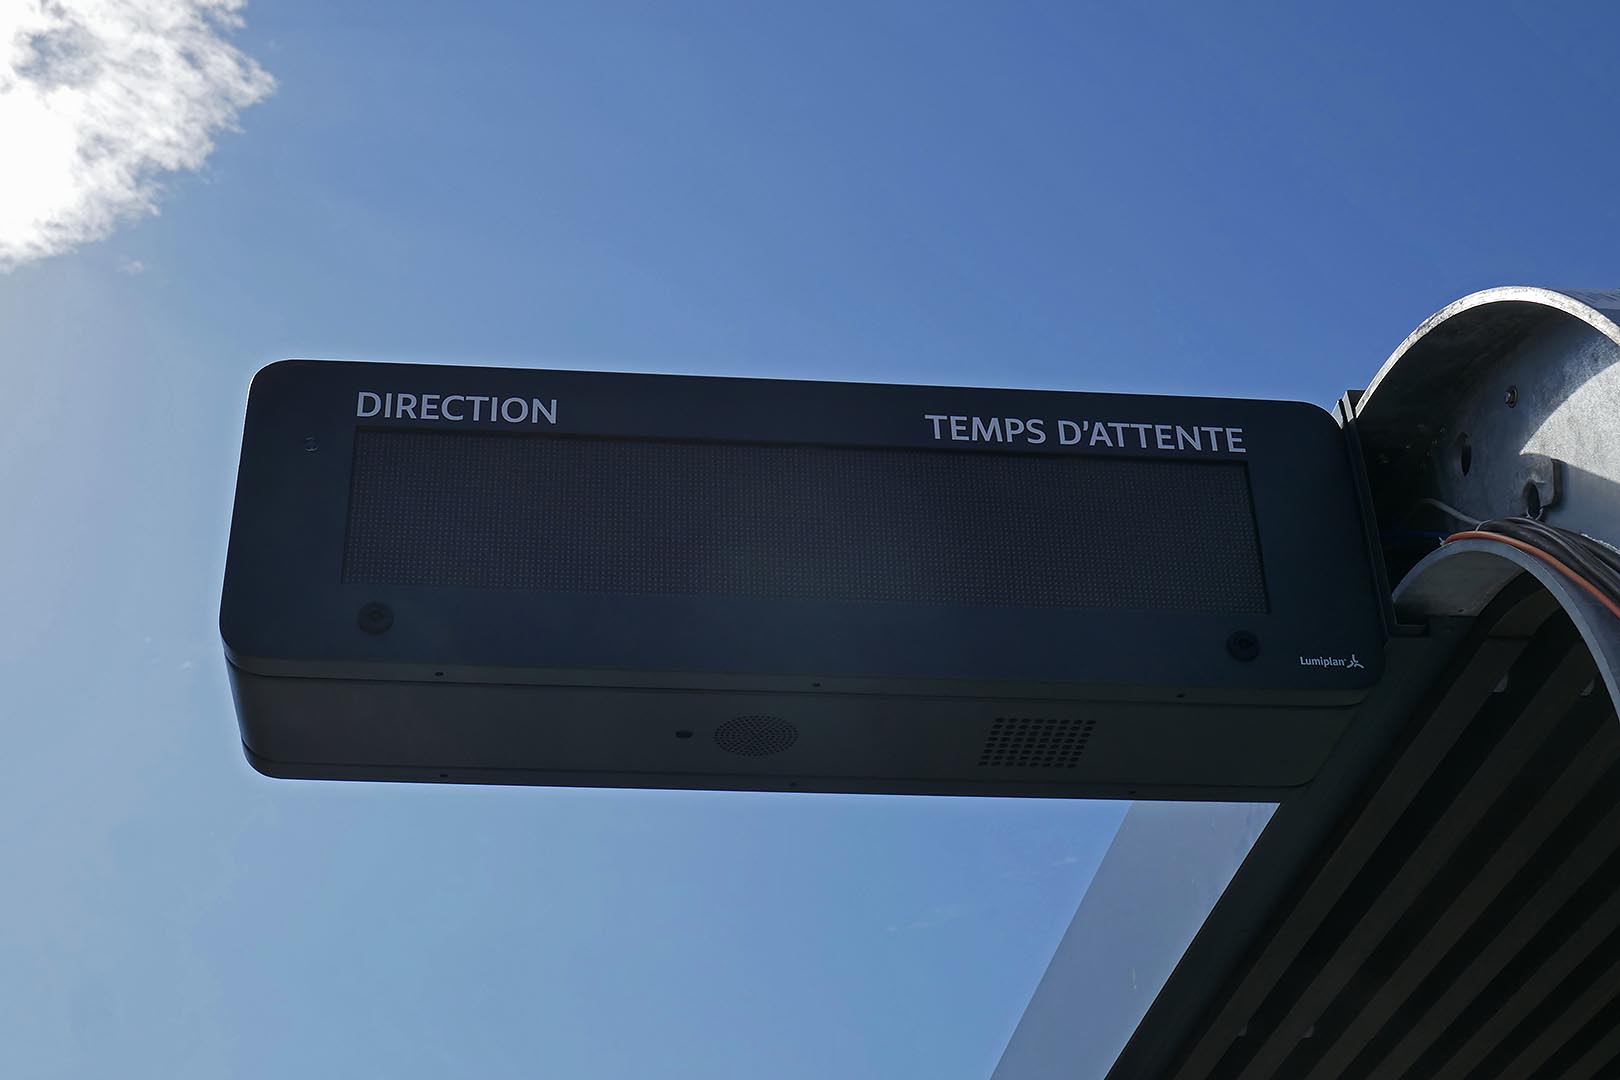 DIRECTION
TEMPS D'ATTENTE
Lumiplan